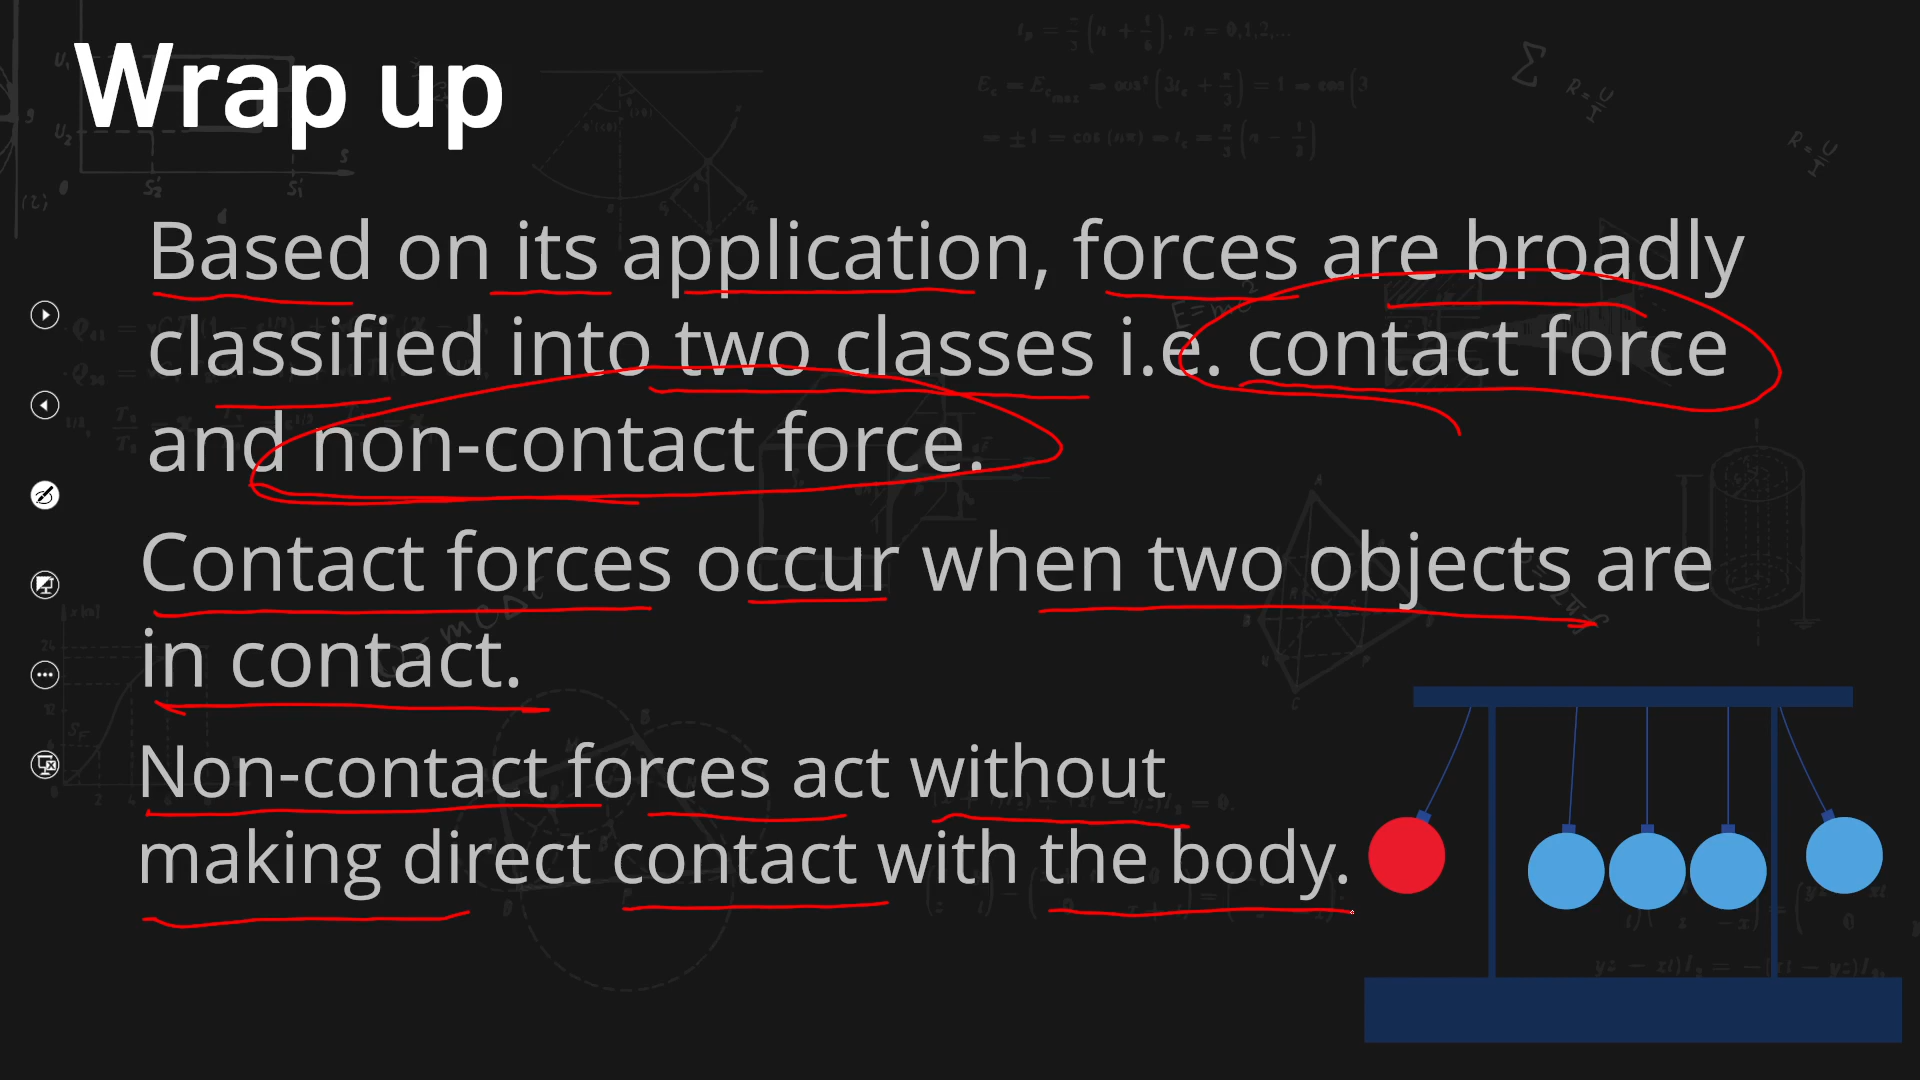 Wrap up
Based on its application, forces are broadly
classified into two classes i.e. contact force
and non-contact force.
Contact forces occur when two objects are
in contact.
Non-contact forces act without
making direct contact with the body.